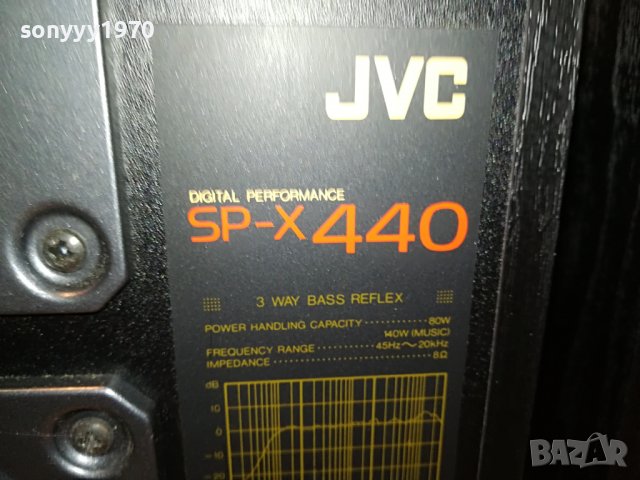 sonyyy1970
JVC
DIGITAL PERFORMANCE
SP-X440
3 WAY BASS REFLEX
POWER HANDLING CAPACITY ·········· 80W
140W (MUSIC)
FREQUENCY RANGE ·········· 45Hz～20kHz
IMPEDANCE ·········· 8Ω
dB
10
0
-10
-20
BAZAR